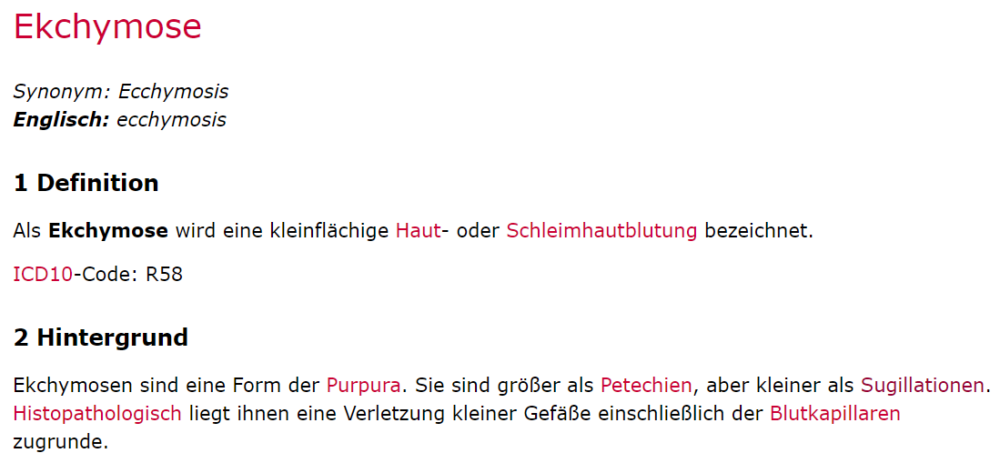 Ekchymose
Synonym: Ecchymosis
Englisch: ecchymosis
1 Definition
Als Ekchymose wird eine kleinflächige Haut- oder Schleimhautblutung bezeichnet.
ICD10-Code: R58
2 Hintergrund
Ekchymosen sind eine Form der Purpura. Sie sind größer als Petechien, aber kleiner als Sugillationen.
Histopathologisch liegt ihnen eine Verletzung kleiner Gefäße einschließlich der Blutkapillaren
zugrunde.